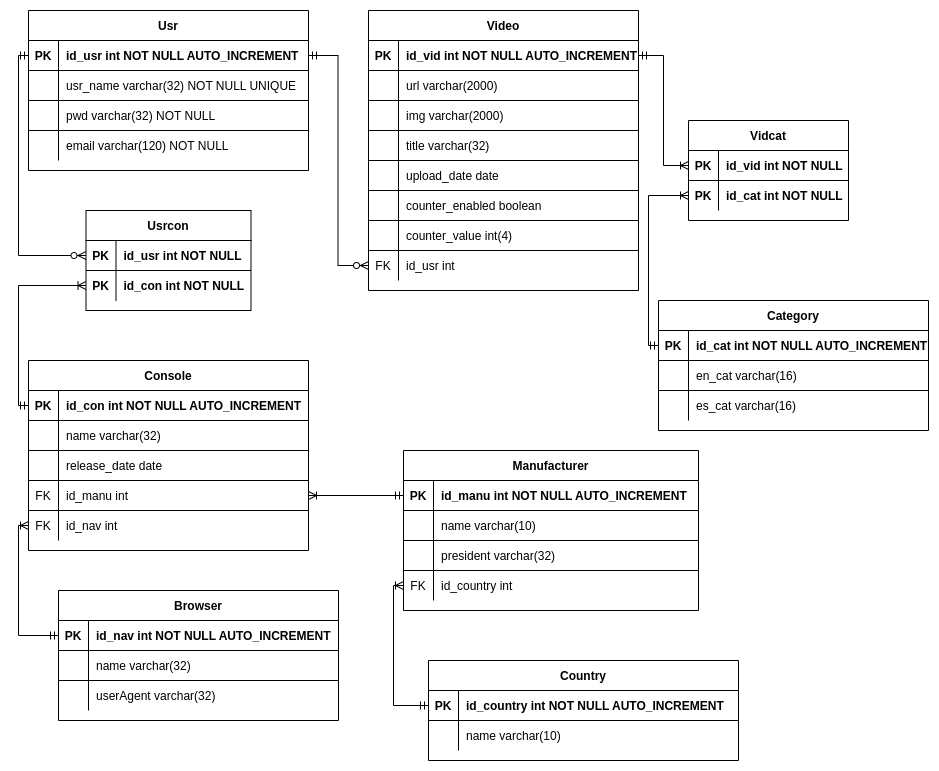 Usr
PK id_usr int NOT NULL AUTO_INCREMENT
usr_name varchar(32) NOT NULL UNIQUE
pwd varchar(32) NOT NULL
email varchar(120) NOT NULL
Video
PK id_vid int NOT NULL AUTO_INCREMENT
url varchar(2000)
img varchar(2000)
title varchar(32)
upload_date date
counter_enabled boolean
counter_value int(4)
FK id_usr int
Vidcat
PK id_vid int NOT NULL
PK id_cat int NOT NULL
Usrcon
PK id_usr int NOT NULL
PK id_con int NOT NULL
Category
PK id_cat int NOT NULL AUTO_INCREMENT
en_cat varchar(16)
es_cat varchar(16)
Console
PK id_con int NOT NULL AUTO_INCREMENT
name varchar(32)
release_date date
FK id_manu int
FK id_nav int
Manufacturer
PK id_manu int NOT NULL AUTO_INCREMENT
name varchar(10)
president varchar(32)
FK id_country int
Browser
PK id_nav int NOT NULL AUTO_INCREMENT
name varchar(32)
userAgent varchar(32)
Country
PK id_country int NOT NULL AUTO_INCREMENT
name varchar(10)